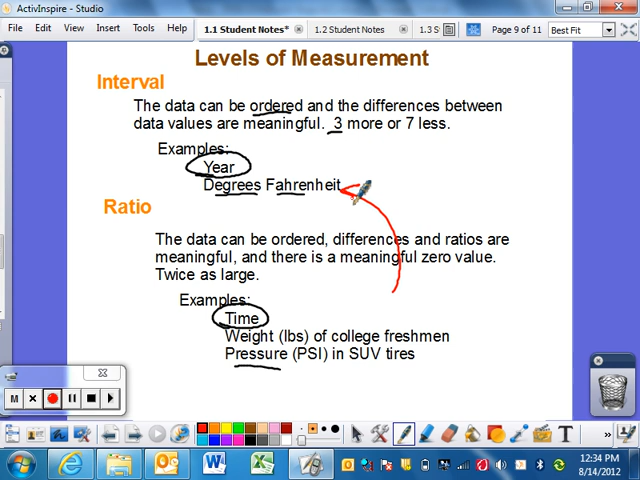 ActivInspire - Studio
File Edit View Insert Tools Help
1.1 Student Notes*
1.2 Student Notes
1.3 S
Page 9 of 11
Best Fit
Levels of Measurement
Interval
The data can be ordered and the differences between
data values are meaningful. 3 more or 7 less.
Examples:
Year
Degrees Fahrenheit
Ratio
The data can be ordered, differences and ratios are
meaningful, and there is a meaningful zero value.
Twice as large.
Examples:
Time
Weight (lbs) of college freshmen
Pressure (PSI) in SUV tires
M
T
»
12:34 PM
8/14/2012